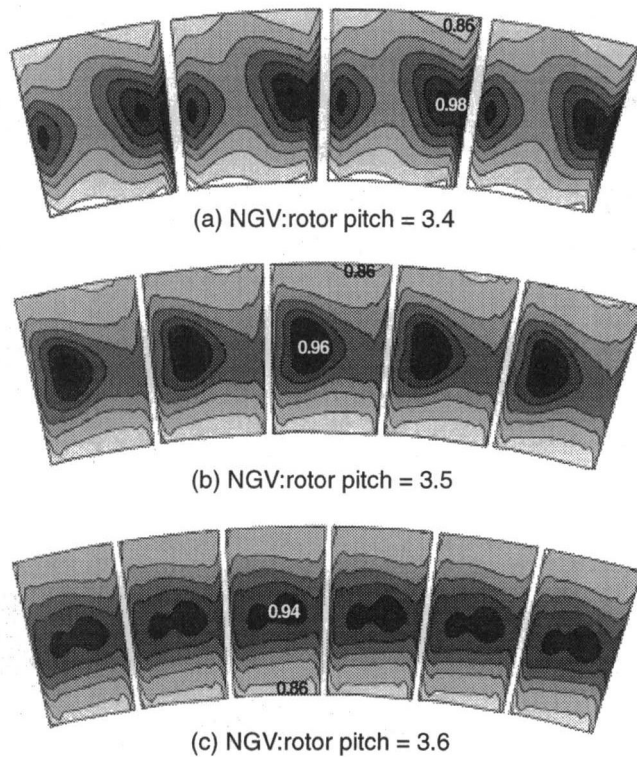 0.86
0.98
(a) NGV:rotor pitch = 3.4
0.86
0.96
(b) NGV:rotor pitch = 3.5
0.94
0.86
(c) NGV:rotor pitch = 3.6